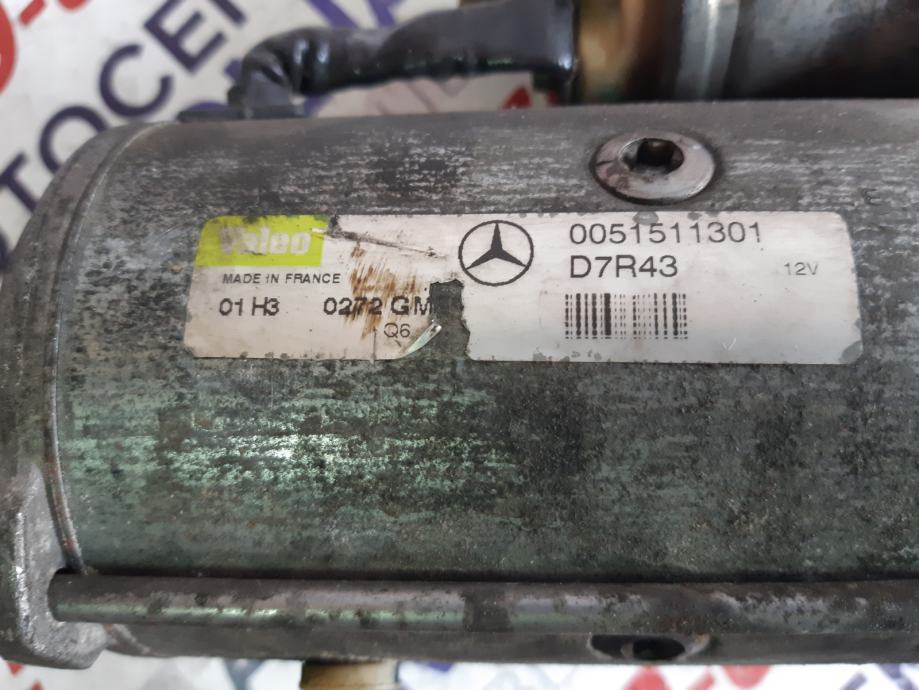 Valeo
MADE IN FRANCE
01 H3 0272 GM
Q6
0051511301
D7R43
12V